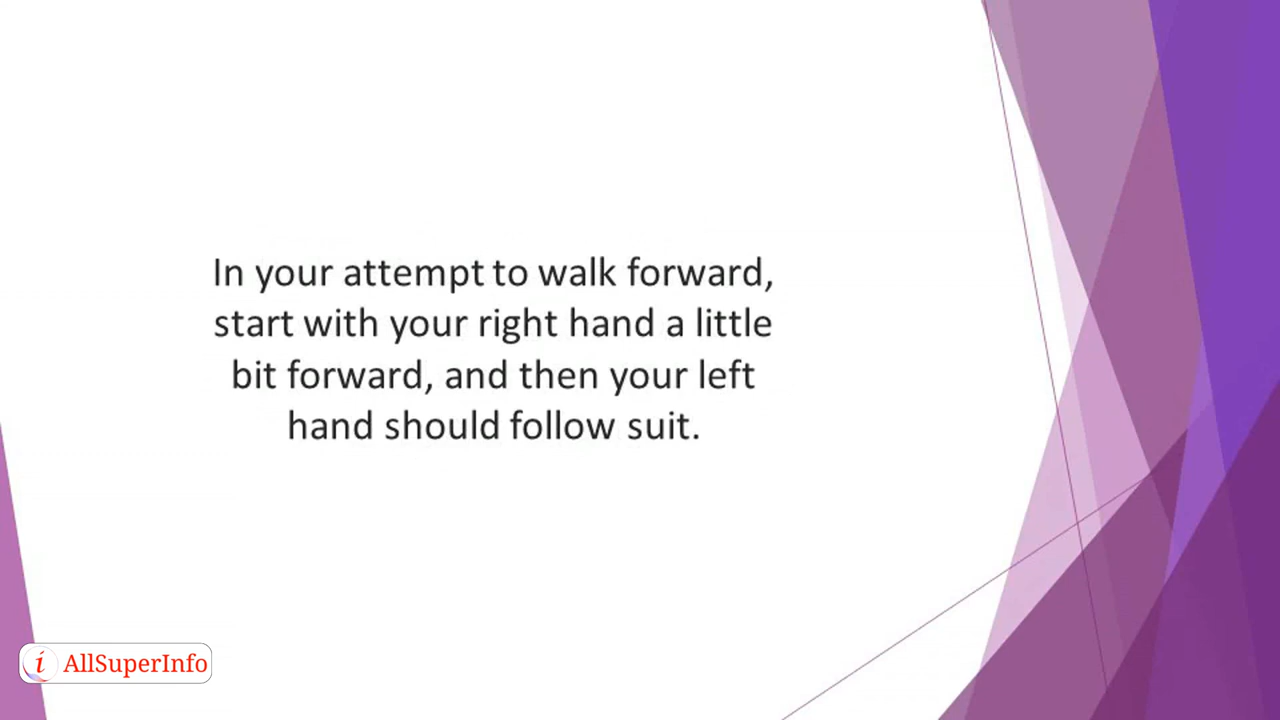 In your attempt to walk forward,
start with your right hand a little
bit forward, and then your left
hand should follow suit.
i AllSuperInfo